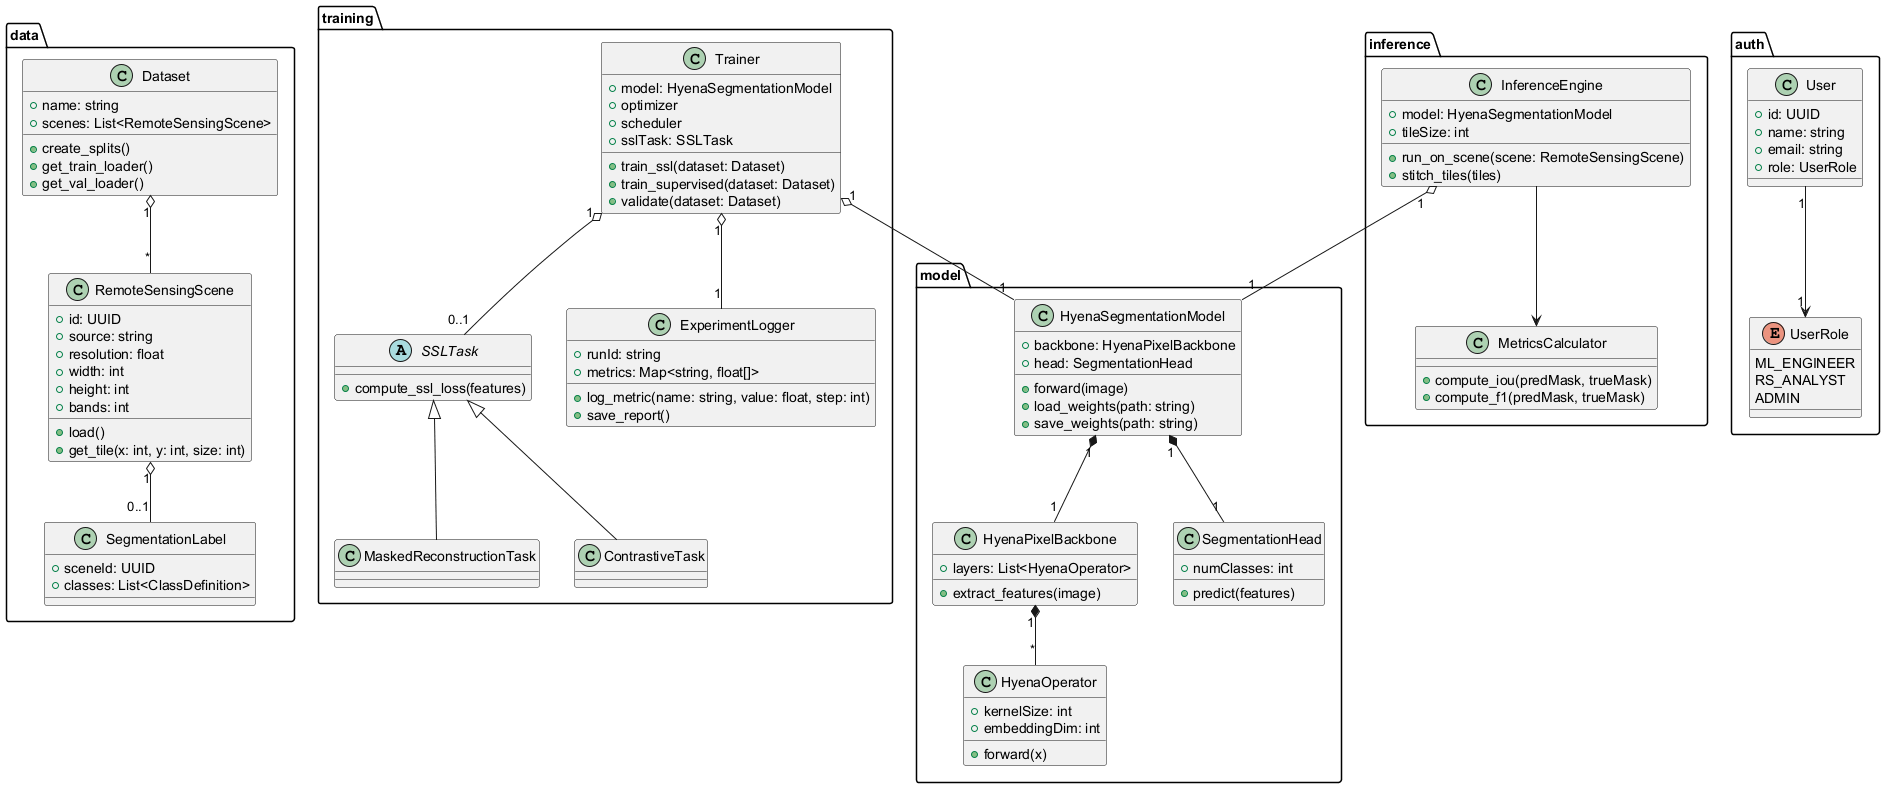 data
C Dataset
name: string
scenes: List<RemoteSensingScene>
create_splits()
get_train_loader()
get_val_loader()
1
*
C RemoteSensingScene
id: UUID
source: string
resolution: float
width: int
height: int
bands: int
load()
get_tile(x: int, y: int, size: int)
1
0..1
C SegmentationLabel
sceneId: UUID
classes: List<ClassDefinition>
training
C Trainer
model: HyenaSegmentationModel
optimizer
scheduler
sslTask: SSLTask
train_ssl(dataset: Dataset)
train_supervised(dataset: Dataset)
validate(dataset: Dataset)
1
1
1
0..1
1
1
A SSLTask
compute_ssl_loss(features)
C ExperimentLogger
runId: string
metrics: Map<string, float[]>
log_metric(name: string, value: float, step: int)
save_report()
C MaskedReconstructionTask
C ContrastiveTask
model
C HyenaSegmentationModel
backbone: HyenaPixelBackbone
head: SegmentationHead
forward(image)
load_weights(path: string)
save_weights(path: string)
1
1
1
1
C HyenaPixelBackbone
layers: List<HyenaOperator>
extract_features(image)
C SegmentationHead
numClasses: int
predict(features)
1
*
C HyenaOperator
kernelSize: int
embeddingDim: int
forward(x)
inference
C InferenceEngine
model: HyenaSegmentationModel
tileSize: int
run_on_scene(scene: RemoteSensingScene)
stitch_tiles(tiles)
1
1
C MetricsCalculator
compute_iou(predMask, trueMask)
compute_f1(predMask, trueMask)
auth
C User
id: UUID
name: string
email: string
role: UserRole
1
1
E UserRole
ML_ENGINEER
RS_ANALYST
ADMIN